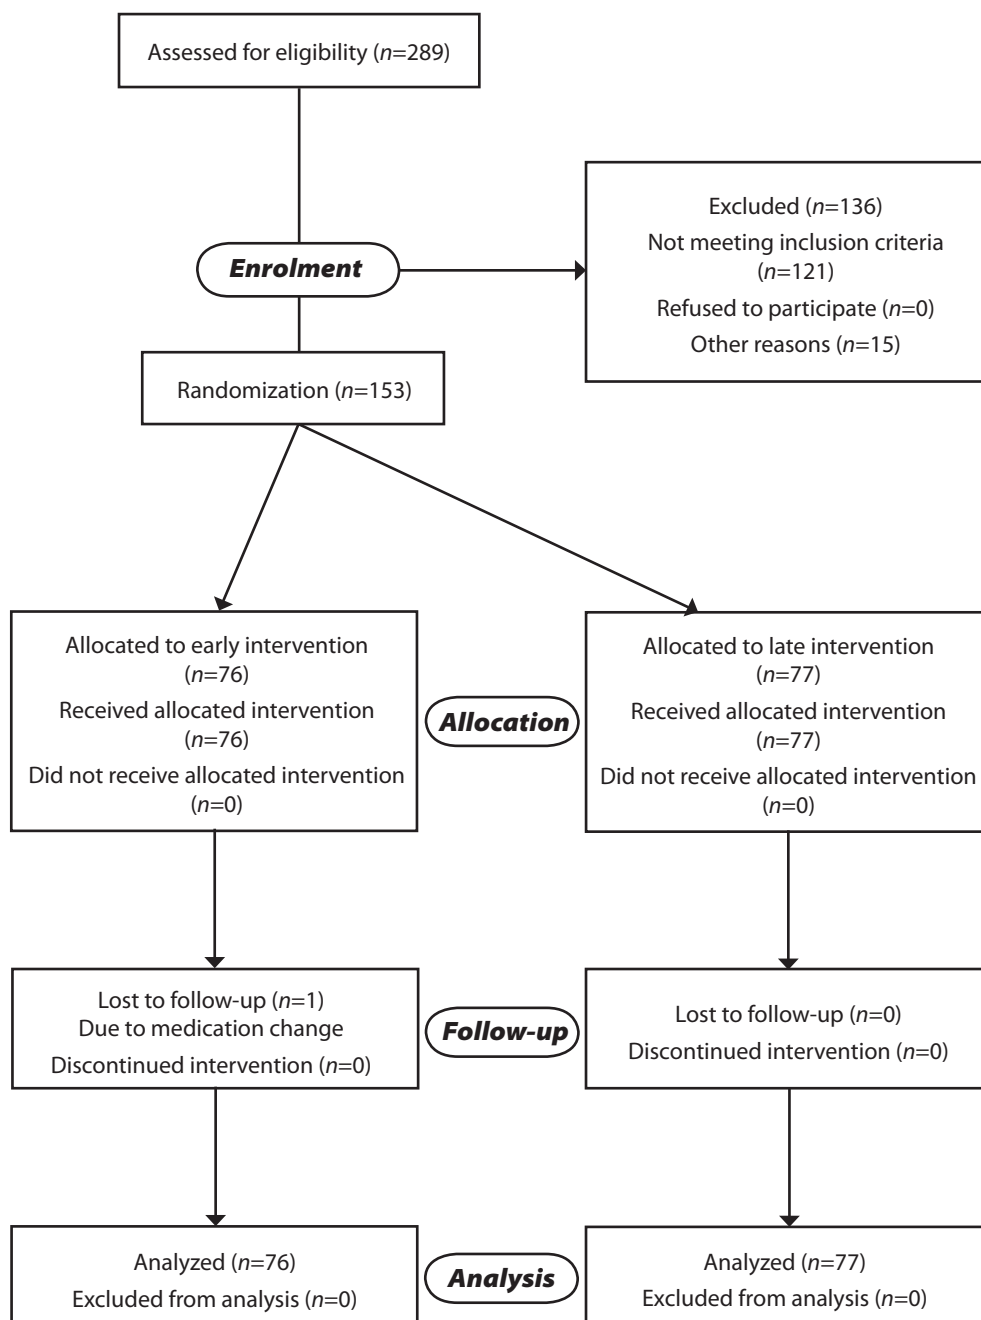 Assessed for eligibility (n=289)
Enrolment
Excluded (n=136)
Not meeting inclusion criteria
(n=121)
Refused to participate (n=0)
Other reasons (n=15)
Randomization (n=153)
Allocated to early intervention
(n=76)
Received allocated intervention
(n=76)
Did not receive allocated intervention
(n=0)
Allocation
Allocated to late intervention
(n=77)
Received allocated intervention
(n=77)
Did not receive allocated intervention
(n=0)
Lost to follow-up (n=1)
Due to medication change
Discontinued intervention (n=0)
Follow-up
Lost to follow-up (n=0)
Discontinued intervention (n=0)
Analyzed (n=76)
Excluded from analysis (n=0)
Analysis
Analyzed (n=77)
Excluded from analysis (n=0)